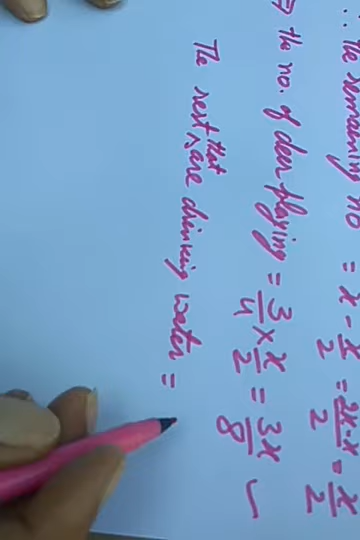 ∴ The remaining no = x - x/2 = 2x-x/2 = x/2
⇒ the no. of deer playing = 3/4 × x/2 = 3x/8 ✓
The rest that are drinking water =